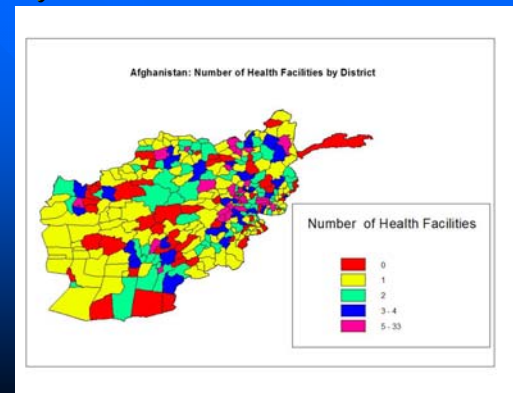 Afghanistan: Number of Health Facilities by District
Number of Health Facilities
0
1
2
3 - 4
5 - 33